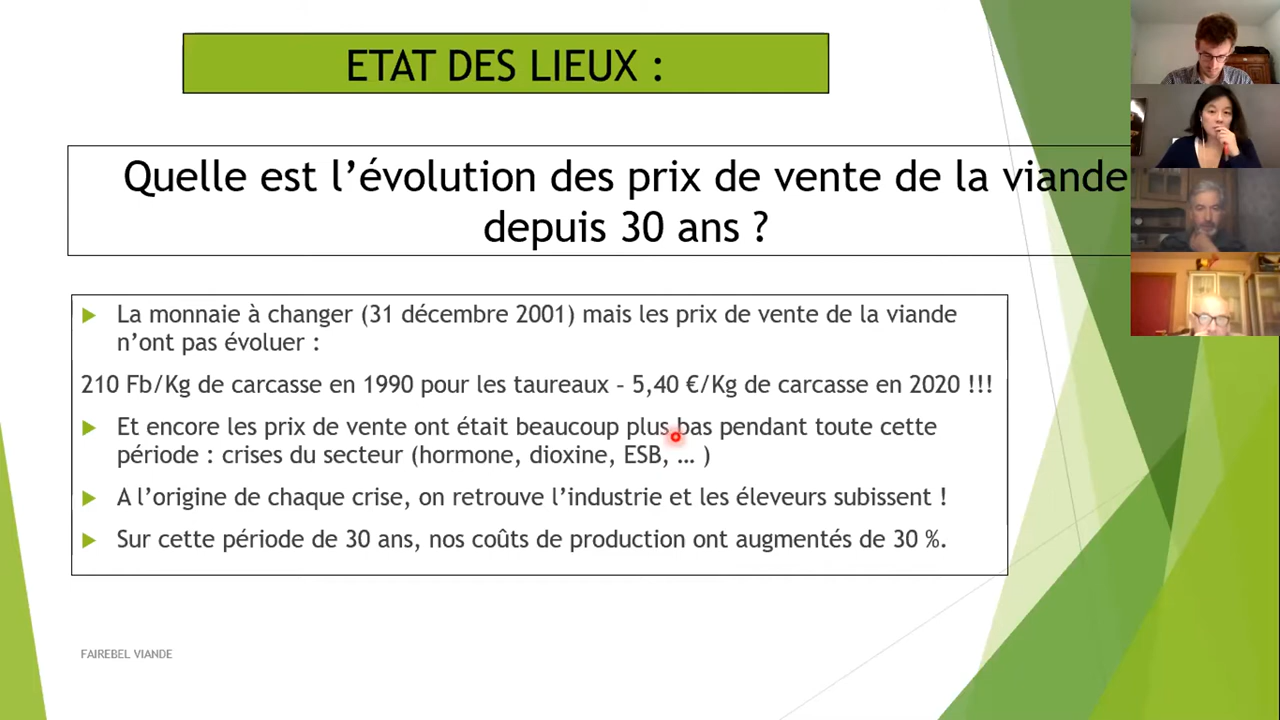 ETAT DES LIEUX :
Quelle est l’évolution des prix de vente de la viande
depuis 30 ans ?
La monnaie à changer (31 décembre 2001) mais les prix de vente de la viande
n’ont pas évoluer :
210 Fb/Kg de carcasse en 1990 pour les taureaux – 5,40 €/Kg de carcasse en 2020 !!!
Et encore les prix de vente ont était beaucoup plus bas pendant toute cette
période : crises du secteur (hormone, dioxine, ESB, … )
A l’origine de chaque crise, on retrouve l’industrie et les éleveurs subissent !
Sur cette période de 30 ans, nos coûts de production ont augmentés de 30 %.
FAIREBEL VIANDE